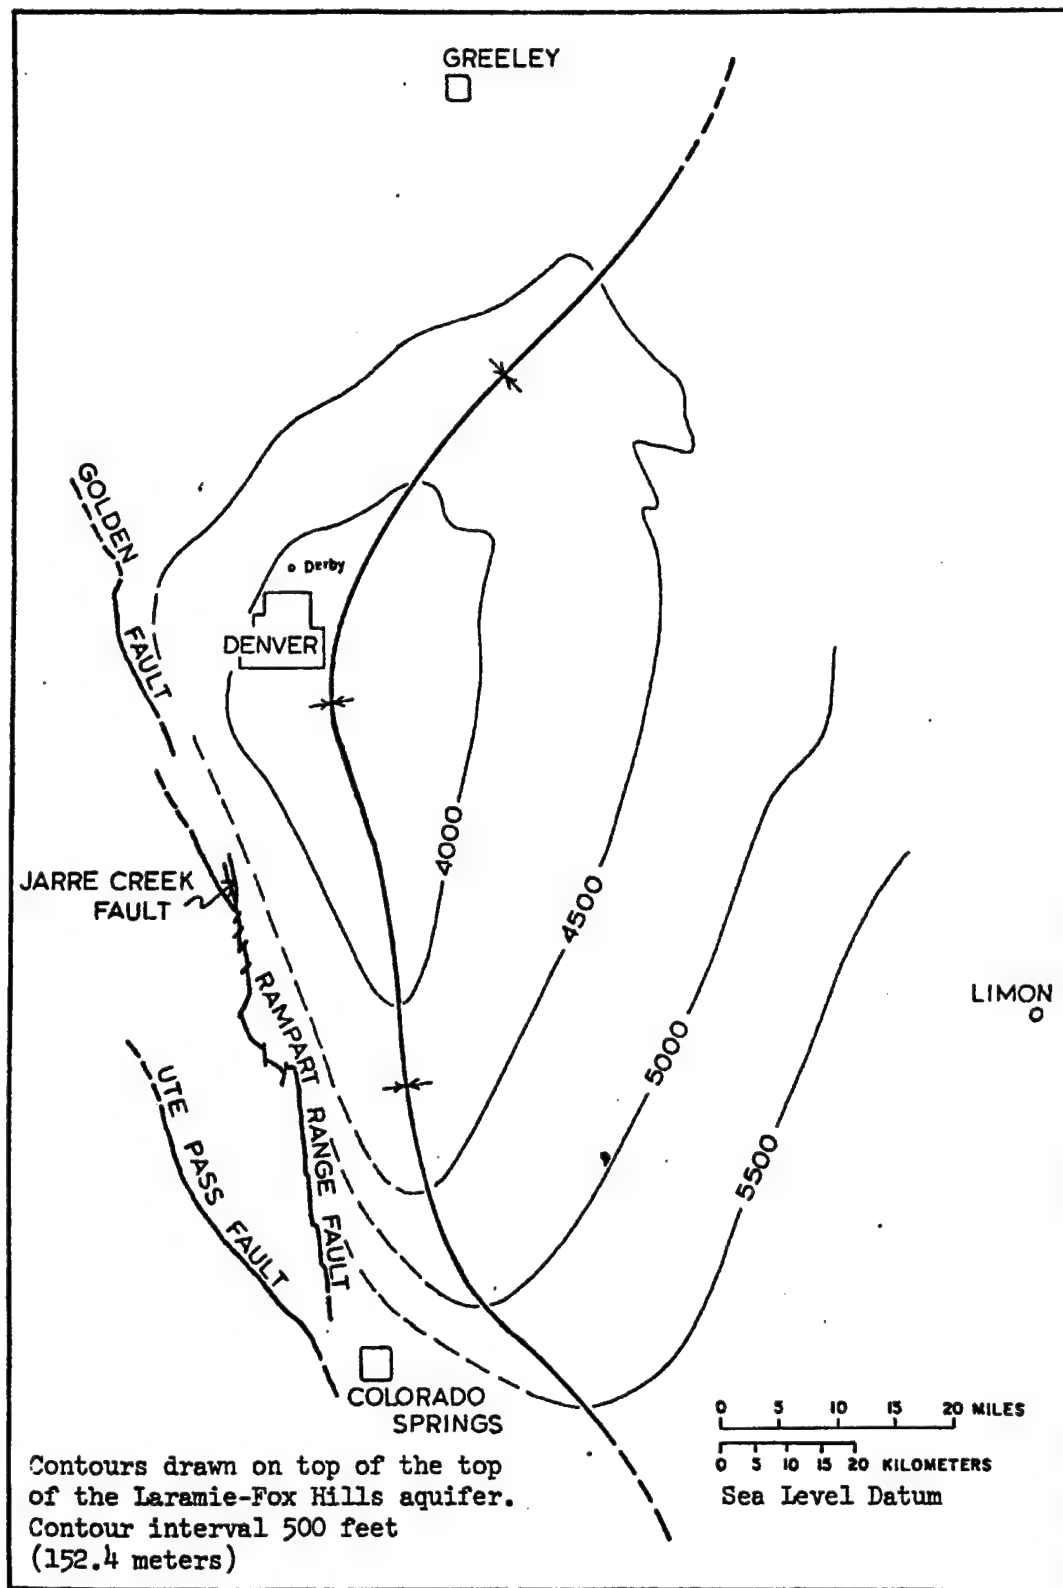 GREELEY
GOLDEN
FAULT
Derby
DENVER
4000
4500
5000
5500
JARRE CREEK
FAULT
RAMPART RANGE FAULT
UTE PASS FAULT
LIMON
COLORADO
SPRINGS
0 5 10 15 20 MILES
0 5 10 15 20 KILOMETERS
Sea Level Datum
Contours drawn on top of the top
of the Laramie-Fox Hills aquifer.
Contour interval 500 feet
(152.4 meters)